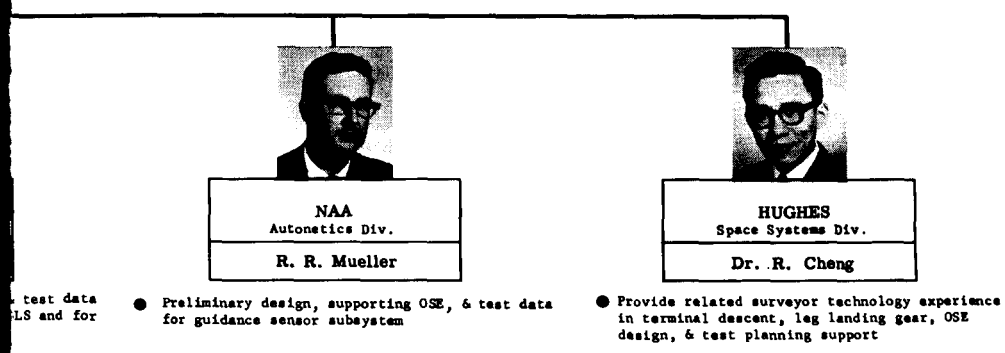 NAA
Autonetics Div.
R. R. Mueller
HUGHES
Space Systems Div.
Dr. R. Cheng
& test data
LS and for
● Preliminary design, supporting OSE, & test data
for guidance sensor subsystem
● Provide related surveyor technology experience
in terminal descent, leg landing gear, OSE
design, & test planning support